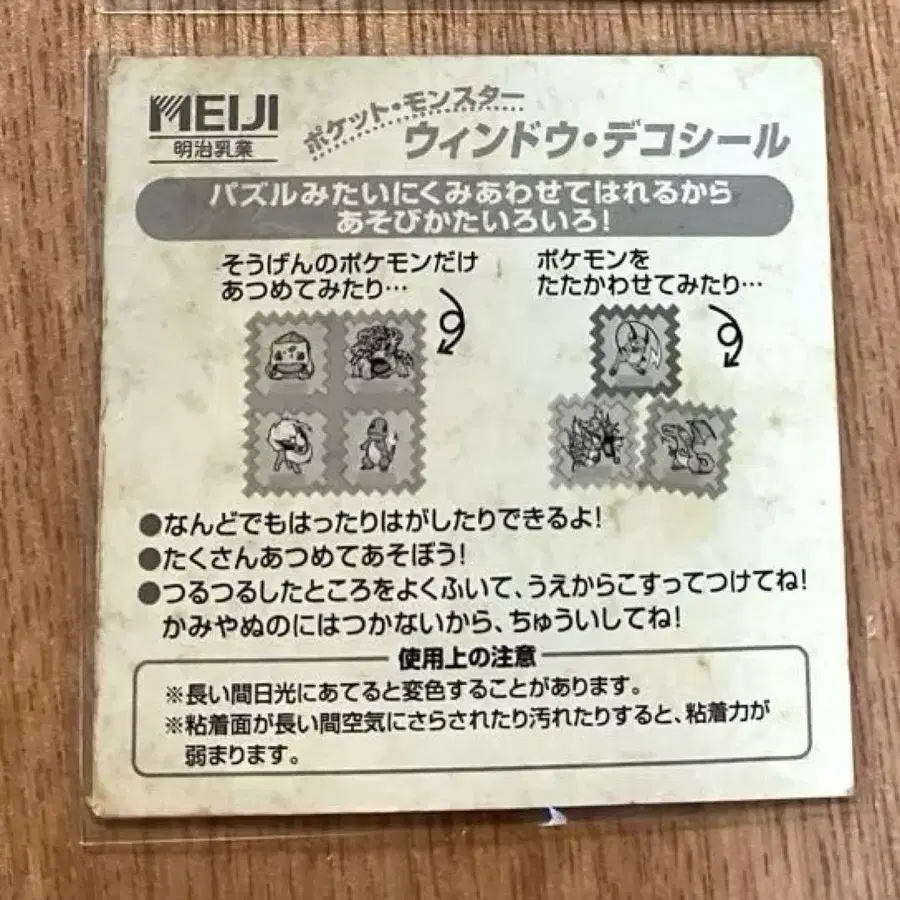 MEIJI
明治乳業
ポケット・モンスター
ウィンドウ・デコシール
パズルみたいにくみあわせてはれるから
あそびかたいろいろ!
そうげんのポケモンだけ
あつめてみたり…
ポケモンを
たたかわせてみたり…
●なんどでもはったりはがしたりできるよ!
●たくさんあつめてあそぼう!
●つるつるしたところをよくふいて、うえからこすってつけてね!
かみやぬのにはつかないから、ちゅういしてね!
使用上の注意
※長い間日光にあてると変色することがあります。
※粘着面が長い間空気にさらされたり汚れたりすると、粘着力が
弱まります。